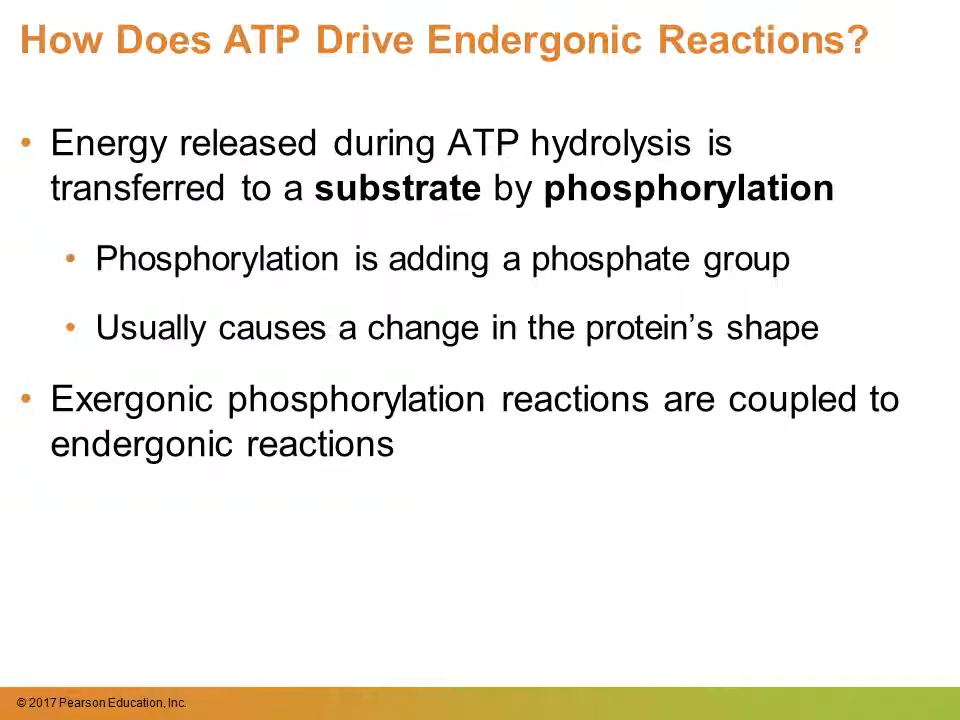 How Does ATP Drive Endergonic Reactions?
• Energy released during ATP hydrolysis is
transferred to a substrate by phosphorylation
• Phosphorylation is adding a phosphate group
• Usually causes a change in the protein’s shape
• Exergonic phosphorylation reactions are coupled to
endergonic reactions
© 2017 Pearson Education, Inc.